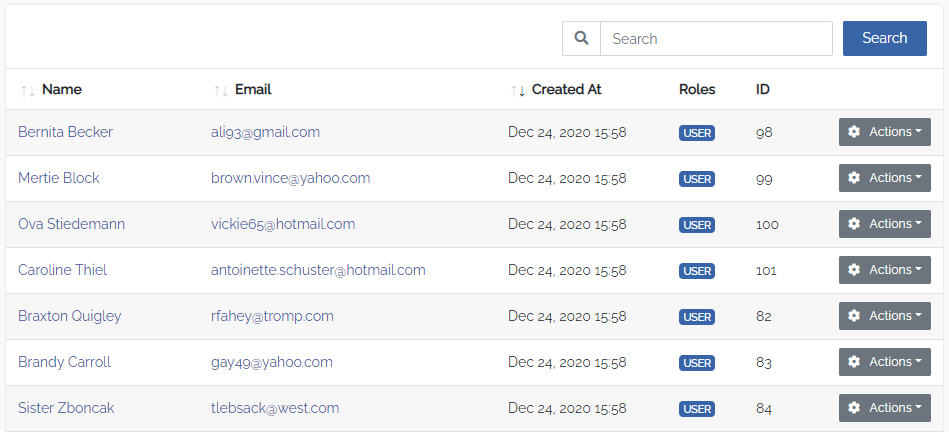 Search Search
Name Email Created At Roles ID
Bernita Becker ali93@gmail.com Dec 24, 2020 15:58 USER 98 Actions
Mertie Block brown.vince@yahoo.com Dec 24, 2020 15:58 USER 99 Actions
Ova Stiedemann vickie65@hotmail.com Dec 24, 2020 15:58 USER 100 Actions
Caroline Thiel antoinette.schuster@hotmail.com Dec 24, 2020 15:58 USER 101 Actions
Braxton Quigley rfahey@tromp.com Dec 24, 2020 15:58 USER 82 Actions
Brandy Carroll gay49@yahoo.com Dec 24, 2020 15:58 USER 83 Actions
Sister Zboncak tlebsack@west.com Dec 24, 2020 15:58 USER 84 Actions